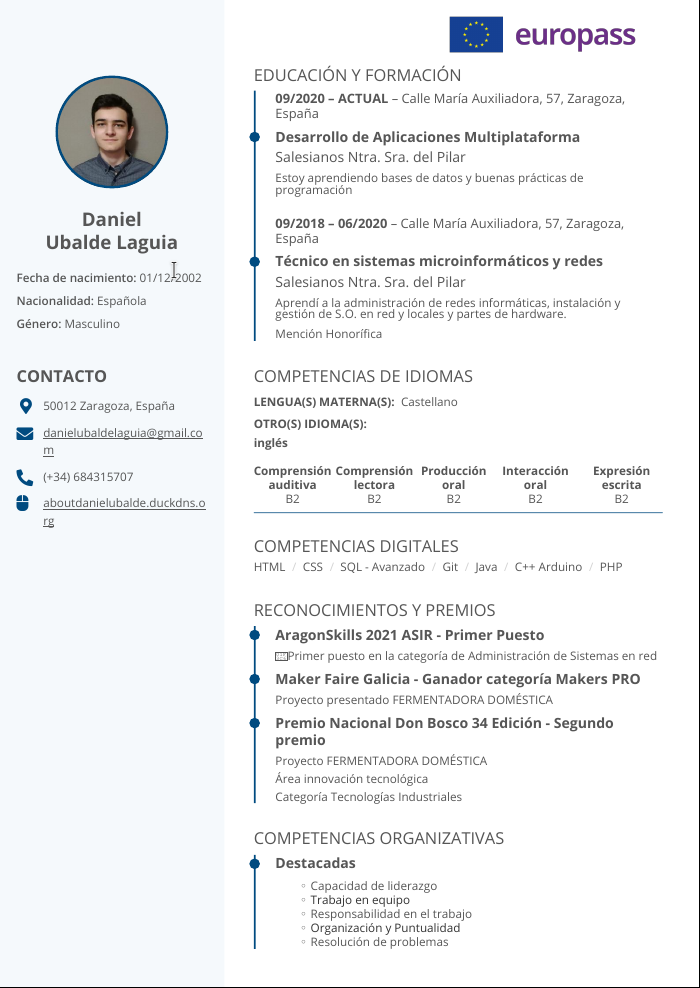 europass
Daniel
Ubalde Laguia
Fecha de nacimiento: 01/12/2002
Nacionalidad: Española
Género: Masculino
CONTACTO
50012 Zaragoza, España
danielubaldelaguia@gmail.co
m
(+34) 684315707
aboutdanielubalde.duckdns.o
rg
EDUCACIÓN Y FORMACIÓN
09/2020 – ACTUAL – Calle María Auxiliadora, 57, Zaragoza,
España
Desarrollo de Aplicaciones Multiplataforma
Salesianos Ntra. Sra. del Pilar
Estoy aprendiendo bases de datos y buenas prácticas de
programación
09/2018 – 06/2020 – Calle María Auxiliadora, 57, Zaragoza,
España
Técnico en sistemas microinformáticos y redes
Salesianos Ntra. Sra. del Pilar
Aprendí a la administración de redes informáticas, instalación y
gestión de S.O. en red y locales y partes de hardware.
Mención Honorífica
COMPETENCIAS DE IDIOMAS
LENGUA(S) MATERNA(S): Castellano
OTRO(S) IDIOMA(S):
inglés
Comprensión Comprensión Producción Interacción Expresión
auditiva lectora oral oral escrita
B2 B2 B2 B2 B2
COMPETENCIAS DIGITALES
HTML / CSS / SQL - Avanzado / Git / Java / C++ Arduino / PHP
RECONOCIMIENTOS Y PREMIOS
AragonSkills 2021 ASIR - Primer Puesto
Primer puesto en la categoría de Administración de Sistemas en red
Maker Faire Galicia - Ganador categoría Makers PRO
Proyecto presentado FERMENTADORA DOMÉSTICA
Premio Nacional Don Bosco 34 Edición - Segundo
premio
Proyecto FERMENTADORA DOMÉSTICA
Área innovación tecnológica
Categoría Tecnologías Industriales
COMPETENCIAS ORGANIZATIVAS
Destacadas
◦ Capacidad de liderazgo
◦ Trabajo en equipo
◦ Responsabilidad en el trabajo
◦ Organización y Puntualidad
◦ Resolución de problemas